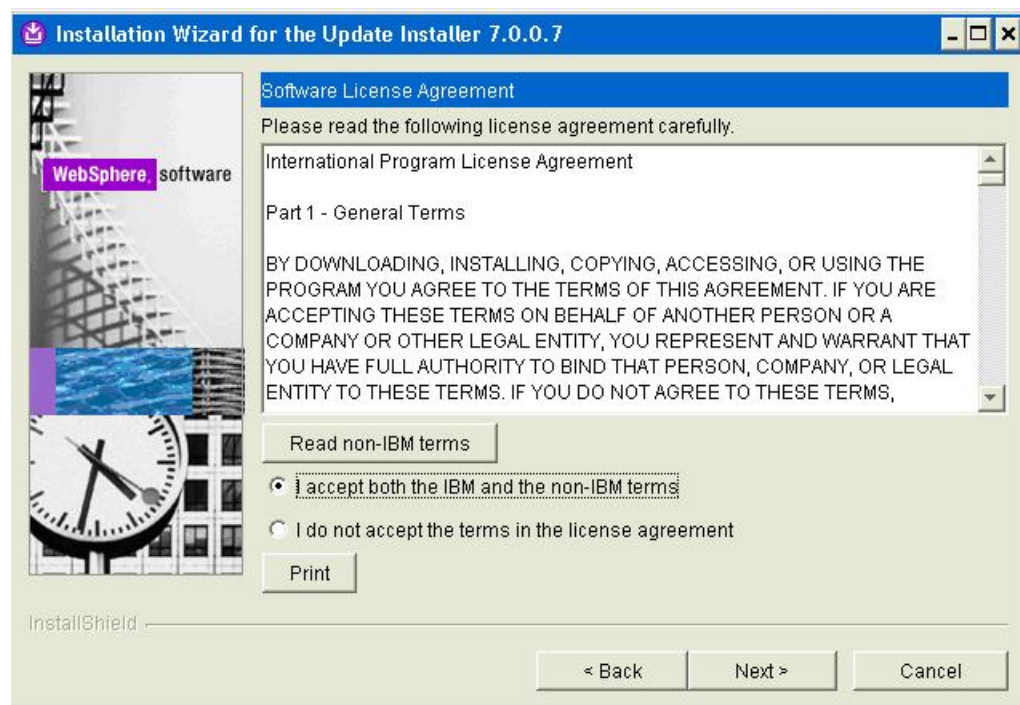 Installation Wizard for the Update Installer 7.0.0.7
WebSphere. software
Software License Agreement
Please read the following license agreement carefully.
International Program License Agreement
Part 1 - General Terms
BY DOWNLOADING, INSTALLING, COPYING, ACCESSING, OR USING THE
PROGRAM YOU AGREE TO THE TERMS OF THIS AGREEMENT. IF YOU ARE
ACCEPTING THESE TERMS ON BEHALF OF ANOTHER PERSON OR A
COMPANY OR OTHER LEGAL ENTITY, YOU REPRESENT AND WARRANT THAT
YOU HAVE FULL AUTHORITY TO BIND THAT PERSON, COMPANY, OR LEGAL
ENTITY TO THESE TERMS. IF YOU DO NOT AGREE TO THESE TERMS,
Read non-IBM terms
I accept both the IBM and the non-IBM terms
I do not accept the terms in the license agreement
Print
InstallShield
< Back
Next >
Cancel